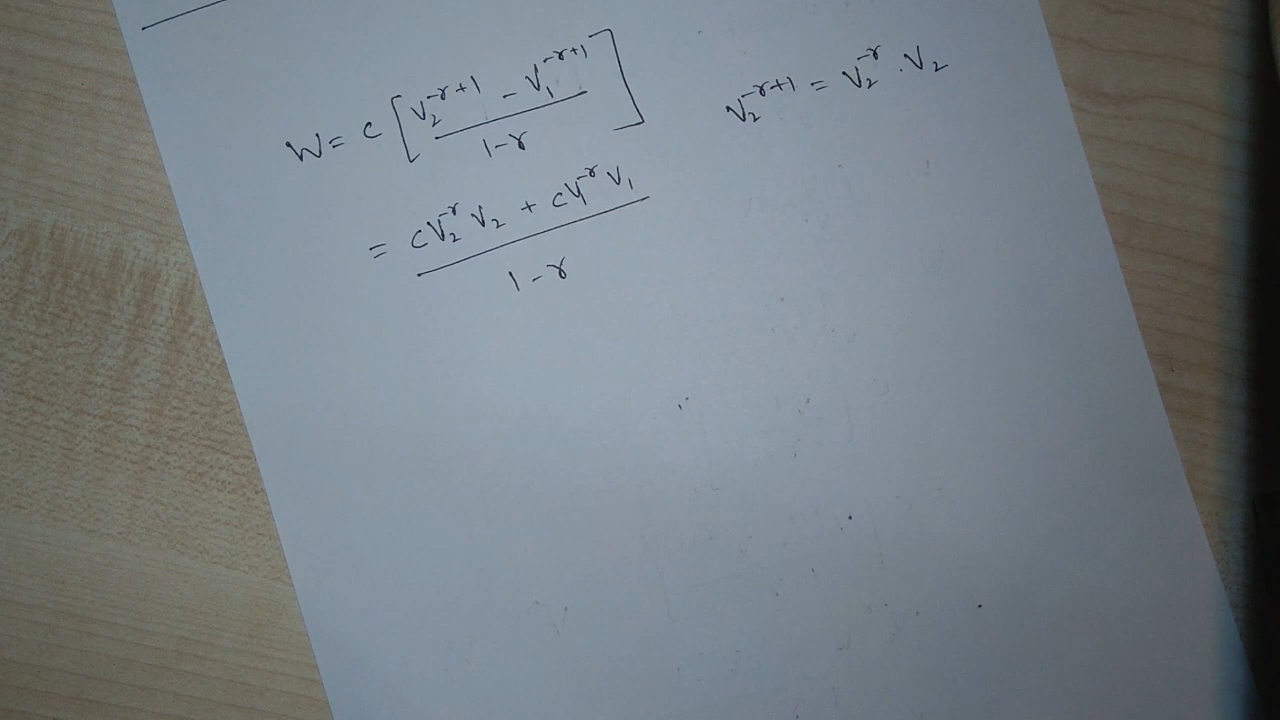 W = c [ (V₂^(-γ+1) - V₁^(-γ+1)) / (1-γ) ]
V₂^(-γ+1) = V₂^(-γ) . V₂
= (cV₂^(-γ) V₂ + cV₁^(-γ) V₁) / (1-γ)